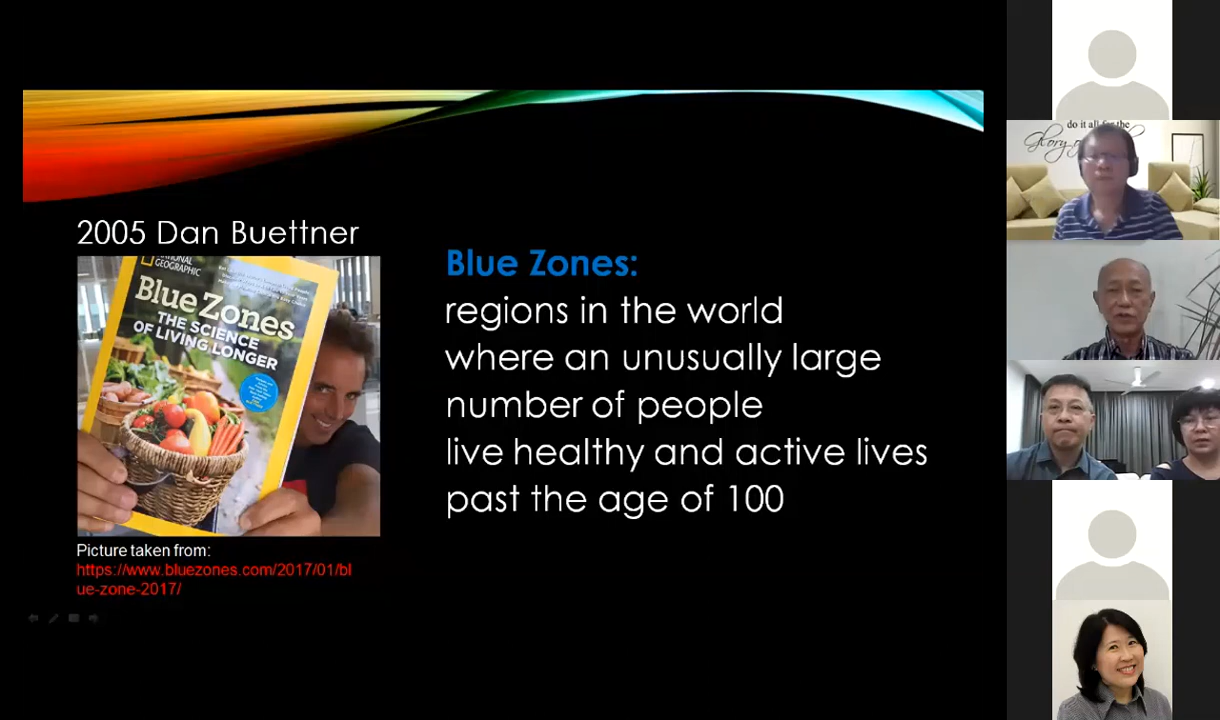 2005 Dan Buettner
NATIONAL
GEOGRAPHIC
Blue Zones
THE SCIENCE
OF LIVING LONGER
Picture taken from:
https://www.bluezones.com/2017/01/bl
ue-zone-2017/
Blue Zones:
regions in the world
where an unusually large
number of people
live healthy and active lives
past the age of 100
do it all for the
Glory of